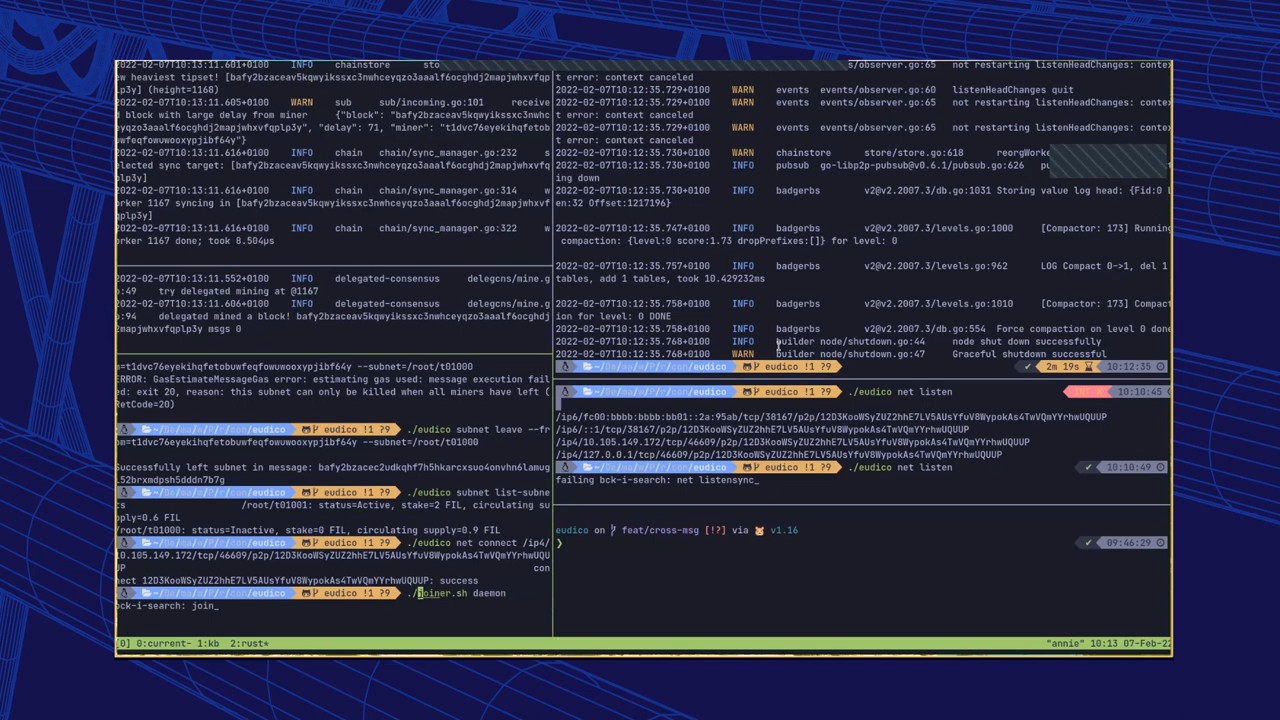 2022-02-07T10:13:11.601+0100 INFO chainstore sto
ew heaviest tipset! [bafy2bzaceav5kqwyikssxc3nwhceyqzo3aaalf6ocghdj2mapjwhxvfqp
lp3y] (height=1168)
2022-02-07T10:13:11.605+0100 WARN sub sub/incoming.go:101 receive
d block with large delay from miner {"block": "bafy2bzaceav5kqwyikssxc3nwhc
eyqzo3aaalf6ocghdj2mapjwhxvfqplp3y", "delay": 71, "miner": "t1dvc76eyekihqfetob
uwfeqfowuwooxypjibf64y"}
2022-02-07T10:13:11.616+0100 INFO chain chain/sync_manager.go:232 s
elected sync target: [bafy2bzaceav5kqwyikssxc3nwhceyqzo3aaalf6ocghdj2mapjwhxvfq
plp3y]
2022-02-07T10:13:11.616+0100 INFO chain chain/sync_manager.go:314 w
orker 1167 syncing in [bafy2bzaceav5kqwyikssxc3nwhceyqzo3aaalf6ocghdj2mapjwhxvf
qplp3y]
2022-02-07T10:13:11.616+0100 INFO chain chain/sync_manager.go:322 w
orker 1167 done; took 8.504µs
2022-02-07T10:13:11.552+0100 INFO delegated-consensus delegcns/mine.g
o:49 try delegated mining at @1167
2022-02-07T10:13:11.606+0100 INFO delegated-consensus delegcns/mine.g
o:94 delegated mined a block! bafy2bzaceav5kqwyikssxc3nwhceyqzo3aaalf6ocghdj
2mapjwhxvfqplp3y msgs 0
m=t1dvc76eyekihqfetobuwfeqfowuwooxypjibf64y --subnet=/root/t01000
ERROR: GasEstimateMessageGas error: estimating gas used: message execution fail
ed: exit 20, reason: this subnet can only be killed when all miners have left (
RetCode=20)
eudico !1 ?9 ./eudico subnet leave --fr
om=t1dvc76eyekihqfetobuwfeqfowuwooxypjibf64y --subnet=/root/t01000
Successfully left subnet in message: bafy2bzacec2udkqhf7h5hkarcxsuo4onvhn6lamug
l52brxmdpsh5dddn7b7g
eudico !1 ?9 ./eudico subnet list-subne
ts /root/t01001: status=Active, stake=2 FIL, circulating su
pply=0.6 FIL
/root/t01000: status=Inactive, stake=0 FIL, circulating supply=0.9 FIL
eudico !1 ?9 ./eudico net connect /ip4/
10.105.149.172/tcp/46609/p2p/12D3KooWSyZUZ2hhE7LV5AUsYfuV8WypokAs4TwVQmYYrhwUQU
UP con
nect 12D3KooWSyZUZ2hhE7LV5AUsYfuV8WypokAs4TwVQmYYrhwUQUUP: success
eudico !1 ?9 ./joiner.sh daemon
bck-i-search: join_
s/observer.go:65 not restarting listenHeadChanges: contex
t error: context canceled
2022-02-07T10:12:35.729+0100 WARN events events/observer.go:60 listenHeadChanges quit
2022-02-07T10:12:35.729+0100 WARN events events/observer.go:65 not restarting listenHeadChanges: contex
t error: context canceled
2022-02-07T10:12:35.729+0100 WARN events events/observer.go:65 not restarting listenHeadChanges: contex
t error: context canceled
2022-02-07T10:12:35.730+0100 WARN chainstore store/store.go:618 reorgWorke
2022-02-07T10:12:35.730+0100 INFO pubsub go-libp2p-pubsub@v0.6.1/pubsub.go:626 pu
ing down
2022-02-07T10:12:35.730+0100 INFO badgerbs v2@v2.2007.3/db.go:1031 Storing value log head: {Fid:0 L
en:32 Offset:1217196}
2022-02-07T10:12:35.747+0100 INFO badgerbs v2@v2.2007.3/levels.go:1000 [Compactor: 173] Running
compaction: {level:0 score:1.73 dropPrefixes:[]} for level: 0
2022-02-07T10:12:35.757+0100 INFO badgerbs v2@v2.2007.3/levels.go:962 LOG Compact 0->1, del 1
tables, add 1 tables, took 10.429232ms
2022-02-07T10:12:35.758+0100 INFO badgerbs v2@v2.2007.3/levels.go:1010 [Compactor: 173] Compact
ion for level: 0 DONE
2022-02-07T10:12:35.758+0100 INFO badgerbs v2@v2.2007.3/db.go:554 Force compaction on level 0 done
2022-02-07T10:12:35.768+0100 INFO builder node/shutdown.go:44 node shut down successfully
2022-02-07T10:12:35.768+0100 WARN builder node/shutdown.go:47 Graceful shutdown successful
eudico !1 ?9 ✔ 2m 19s 10:12:35
eudico !1 ?9 ./eudico net listen INT ✘ 10:10:45
/ip6/fc00:bbbb:bbbb:bb01::2a:95ab/tcp/38167/p2p/12D3KooWSyZUZ2hhE7LV5AUsYfuV8WypokAs4TwVQmYYrhwUQUUP
/ip6/::1/tcp/38167/p2p/12D3KooWSyZUZ2hhE7LV5AUsYfuV8WypokAs4TwVQmYYrhwUQUUP
/ip4/10.105.149.172/tcp/46609/p2p/12D3KooWSyZUZ2hhE7LV5AUsYfuV8WypokAs4TwVQmYYrhwUQUUP
/ip4/127.0.0.1/tcp/46609/p2p/12D3KooWSyZUZ2hhE7LV5AUsYfuV8WypokAs4TwVQmYYrhwUQUUP
eudico !1 ?9 ./eudico net listen ✔ 10:10:49
failing bck-i-search: net listensync_
eudico on feat/cross-msg [!?] via v1.16
❯ ✔ 09:46:29
[0] 0:current- 1:kb 2:rust* "annie" 10:13 07-Feb-22